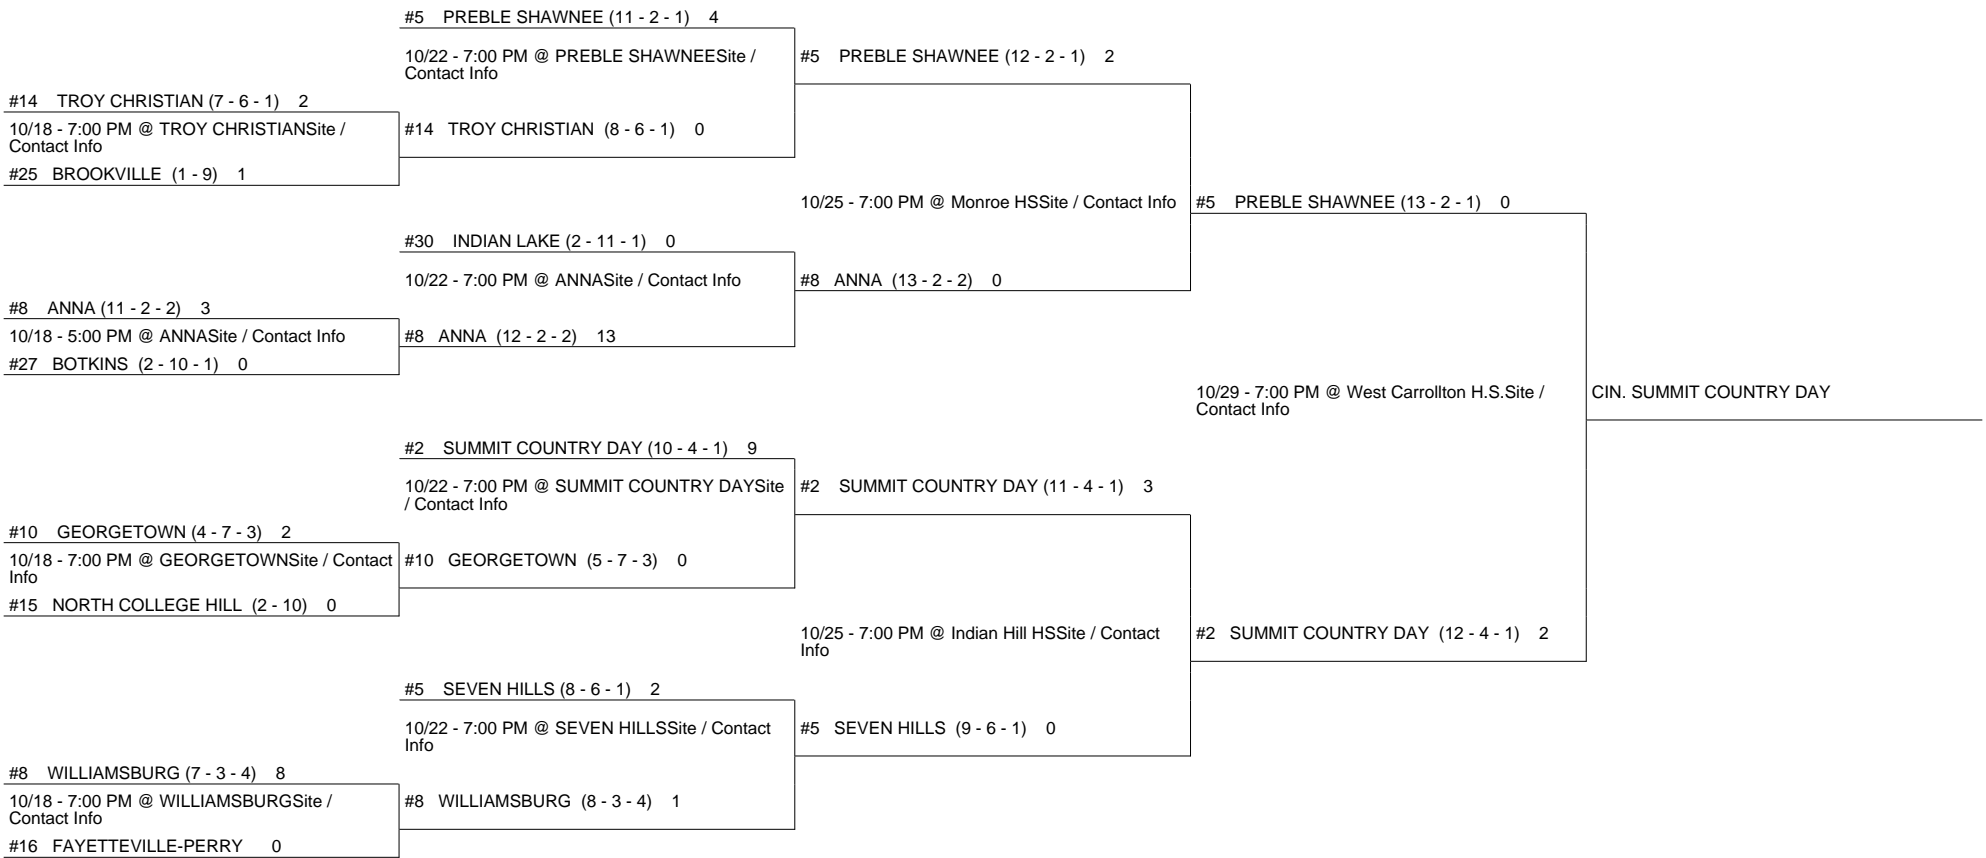 #5 PREBLE SHAWNEE (11 - 2 - 1) 4
10/22 - 7:00 PM @ PREBLE SHAWNEESite /
Contact Info
#14 TROY CHRISTIAN (7 - 6 - 1) 2
10/18 - 7:00 PM @ TROY CHRISTIANSite /
Contact Info
#25 BROOKVILLE (1 - 9) 1
#14 TROY CHRISTIAN (8 - 6 - 1) 0
#5 PREBLE SHAWNEE (12 - 2 - 1) 2
10/25 - 7:00 PM @ Monroe HSSite / Contact Info
#30 INDIAN LAKE (2 - 11 - 1) 0
10/22 - 7:00 PM @ ANNASite / Contact Info
#8 ANNA (11 - 2 - 2) 3
10/18 - 5:00 PM @ ANNASite / Contact Info
#27 BOTKINS (2 - 10 - 1) 0
#8 ANNA (12 - 2 - 2) 13
#8 ANNA (13 - 2 - 2) 0
#5 PREBLE SHAWNEE (13 - 2 - 1) 0
10/29 - 7:00 PM @ West Carrollton H.S.Site /
Contact Info
CIN. SUMMIT COUNTRY DAY
#2 SUMMIT COUNTRY DAY (10 - 4 - 1) 9
10/22 - 7:00 PM @ SUMMIT COUNTRY DAYSite
/ Contact Info
#10 GEORGETOWN (4 - 7 - 3) 2
10/18 - 7:00 PM @ GEORGETOWNSite / Contact
Info
#15 NORTH COLLEGE HILL (2 - 10) 0
#10 GEORGETOWN (5 - 7 - 3) 0
#2 SUMMIT COUNTRY DAY (11 - 4 - 1) 3
10/25 - 7:00 PM @ Indian Hill HSSite / Contact
Info
#2 SUMMIT COUNTRY DAY (12 - 4 - 1) 2
#5 SEVEN HILLS (8 - 6 - 1) 2
10/22 - 7:00 PM @ SEVEN HILLSSite / Contact
Info
#5 SEVEN HILLS (9 - 6 - 1) 0
#8 WILLIAMSBURG (7 - 3 - 4) 8
10/18 - 7:00 PM @ WILLIAMSBURGSite /
Contact Info
#16 FAYETTEVILLE-PERRY 0
#8 WILLIAMSBURG (8 - 3 - 4) 1